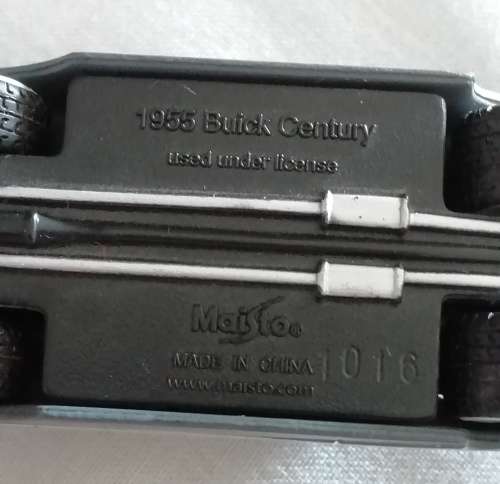 1955 Buick Century
used under license
Maisto®
MADE IN CHINA 1016
www.maisto.com